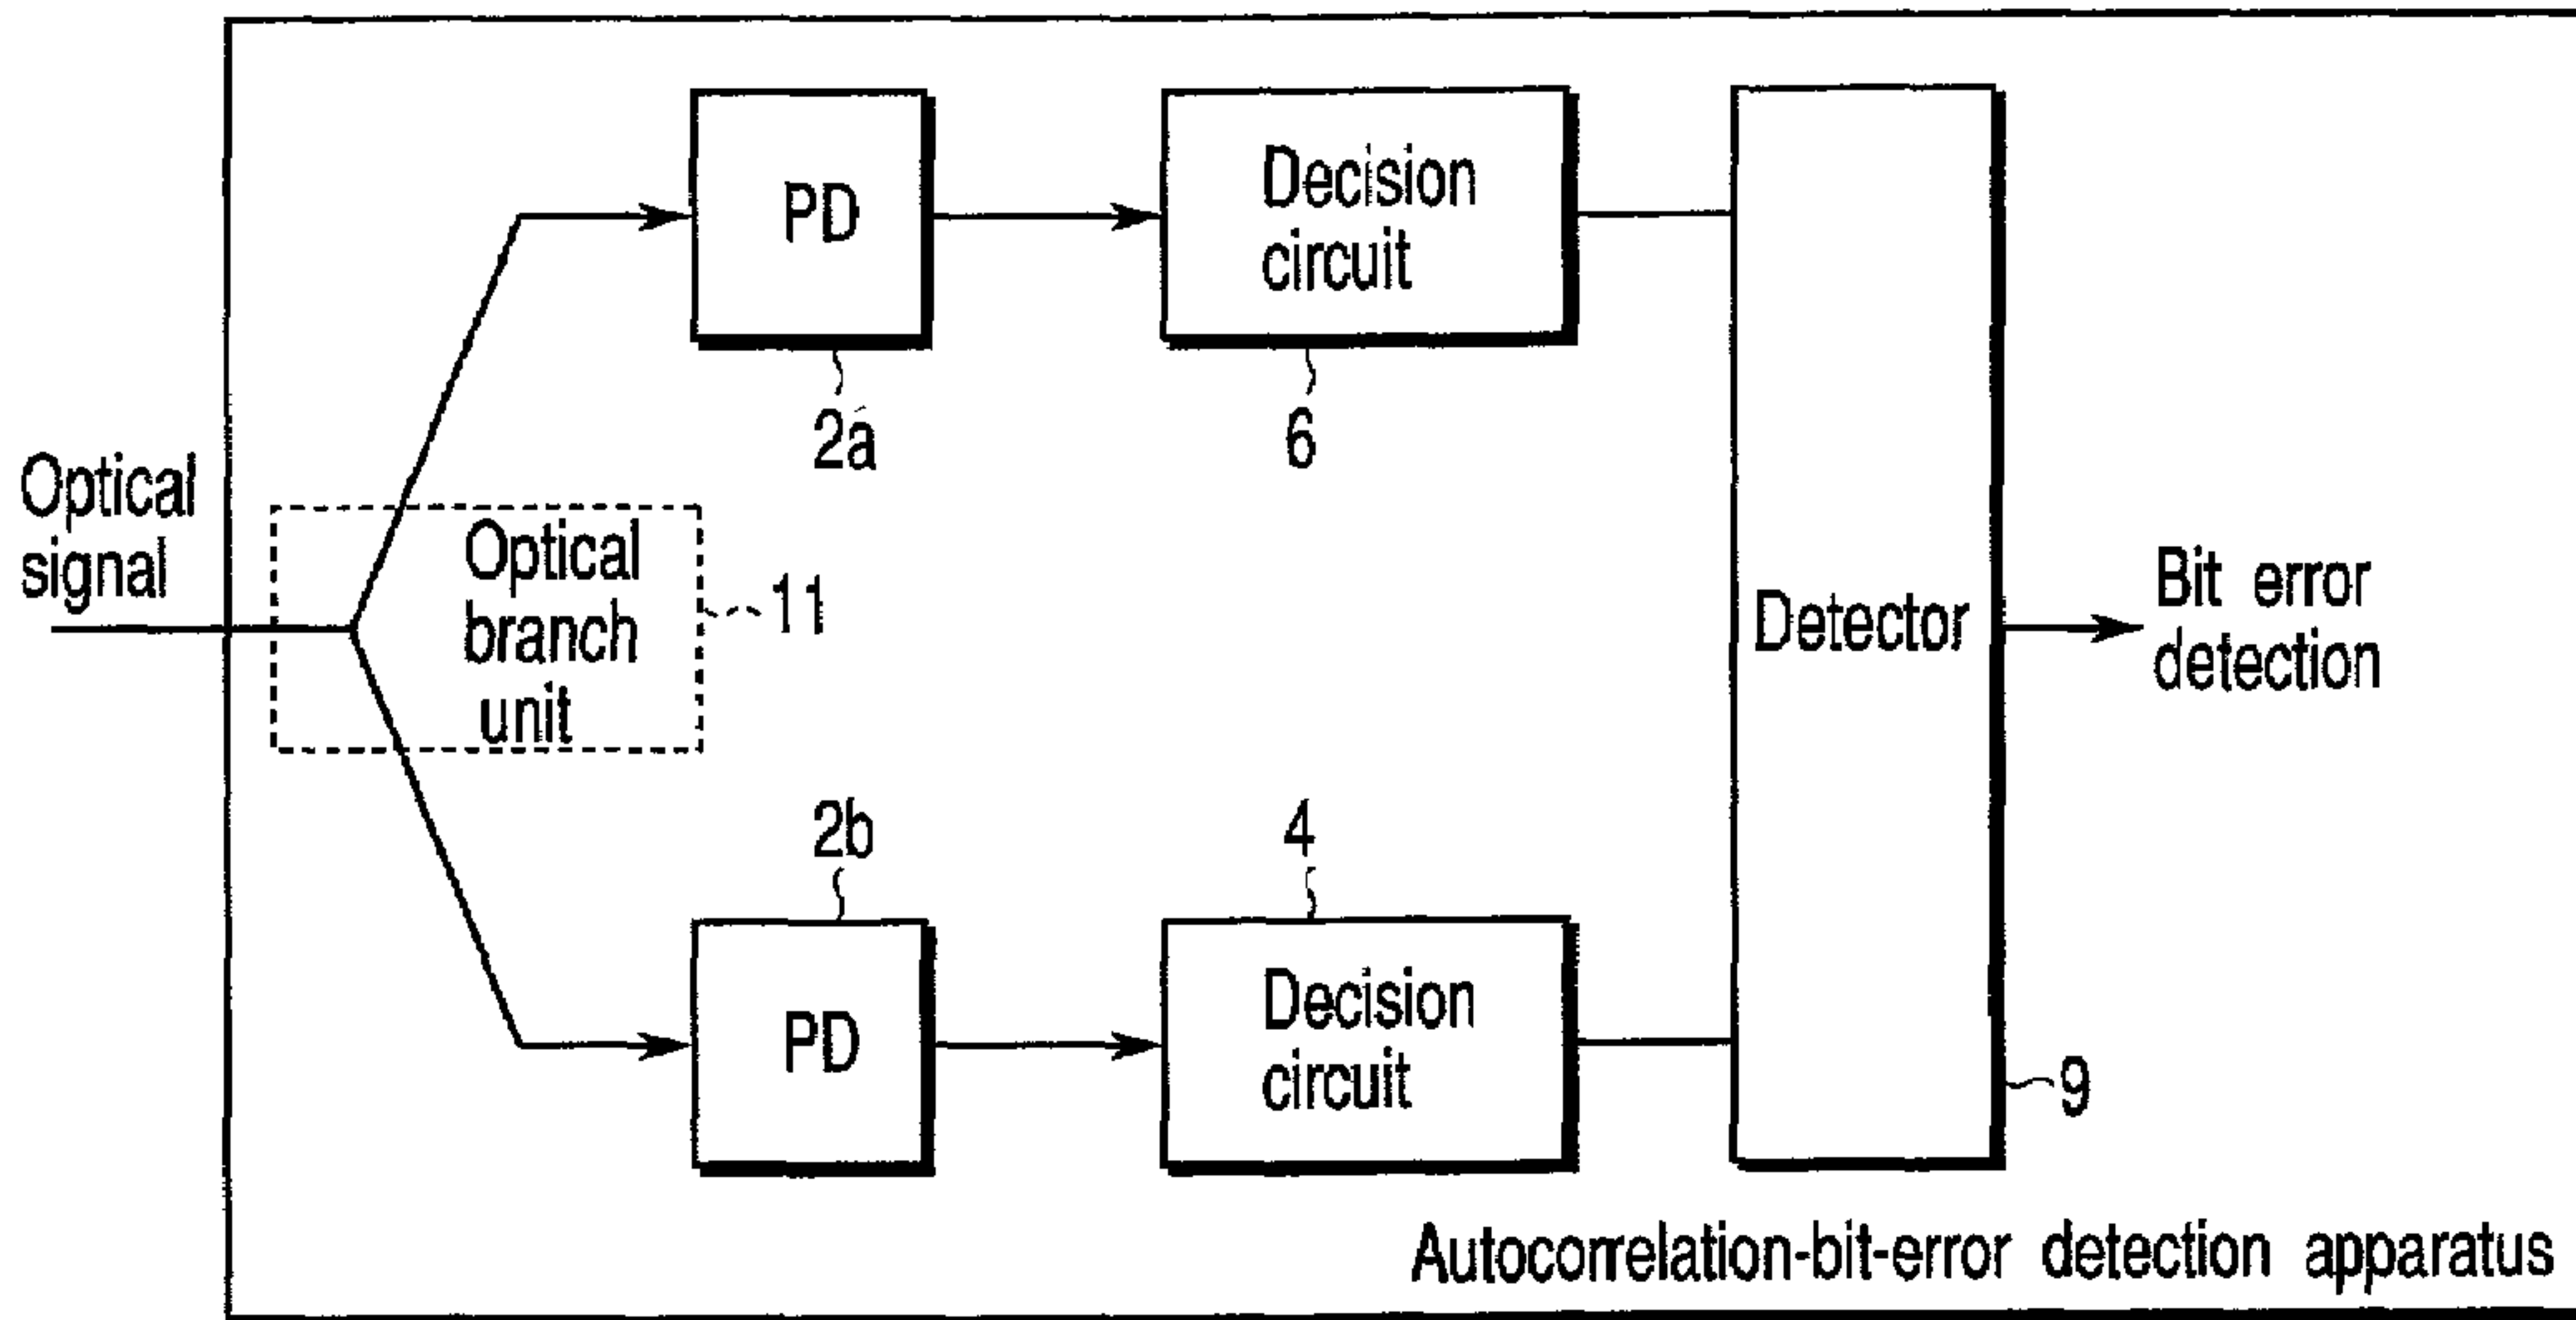 PD
Decision
circuit
2a
6
Optical
signal
Optical
branch
unit
11
Detector
Bit error
detection
2b
4
PD
Decision
circuit
9
Autocorrelation-bit-error detection apparatus